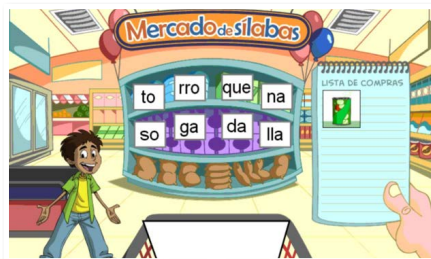 Mercado de sílabas
to rro que na
LISTA DE COMPRAS
so ga da lla